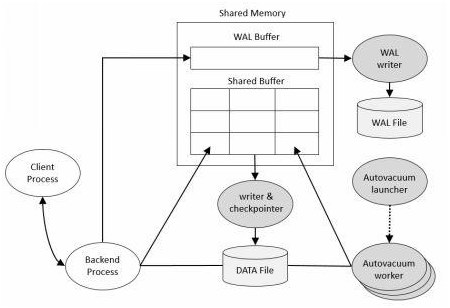 Shared Memory
WAL Buffer
WAL
writer
Shared Buffer
WAL File
Client
Process
Autovacuum
launcher
writer &
checkpointer
Backend
Process
DATA File
Autovacuum
worker